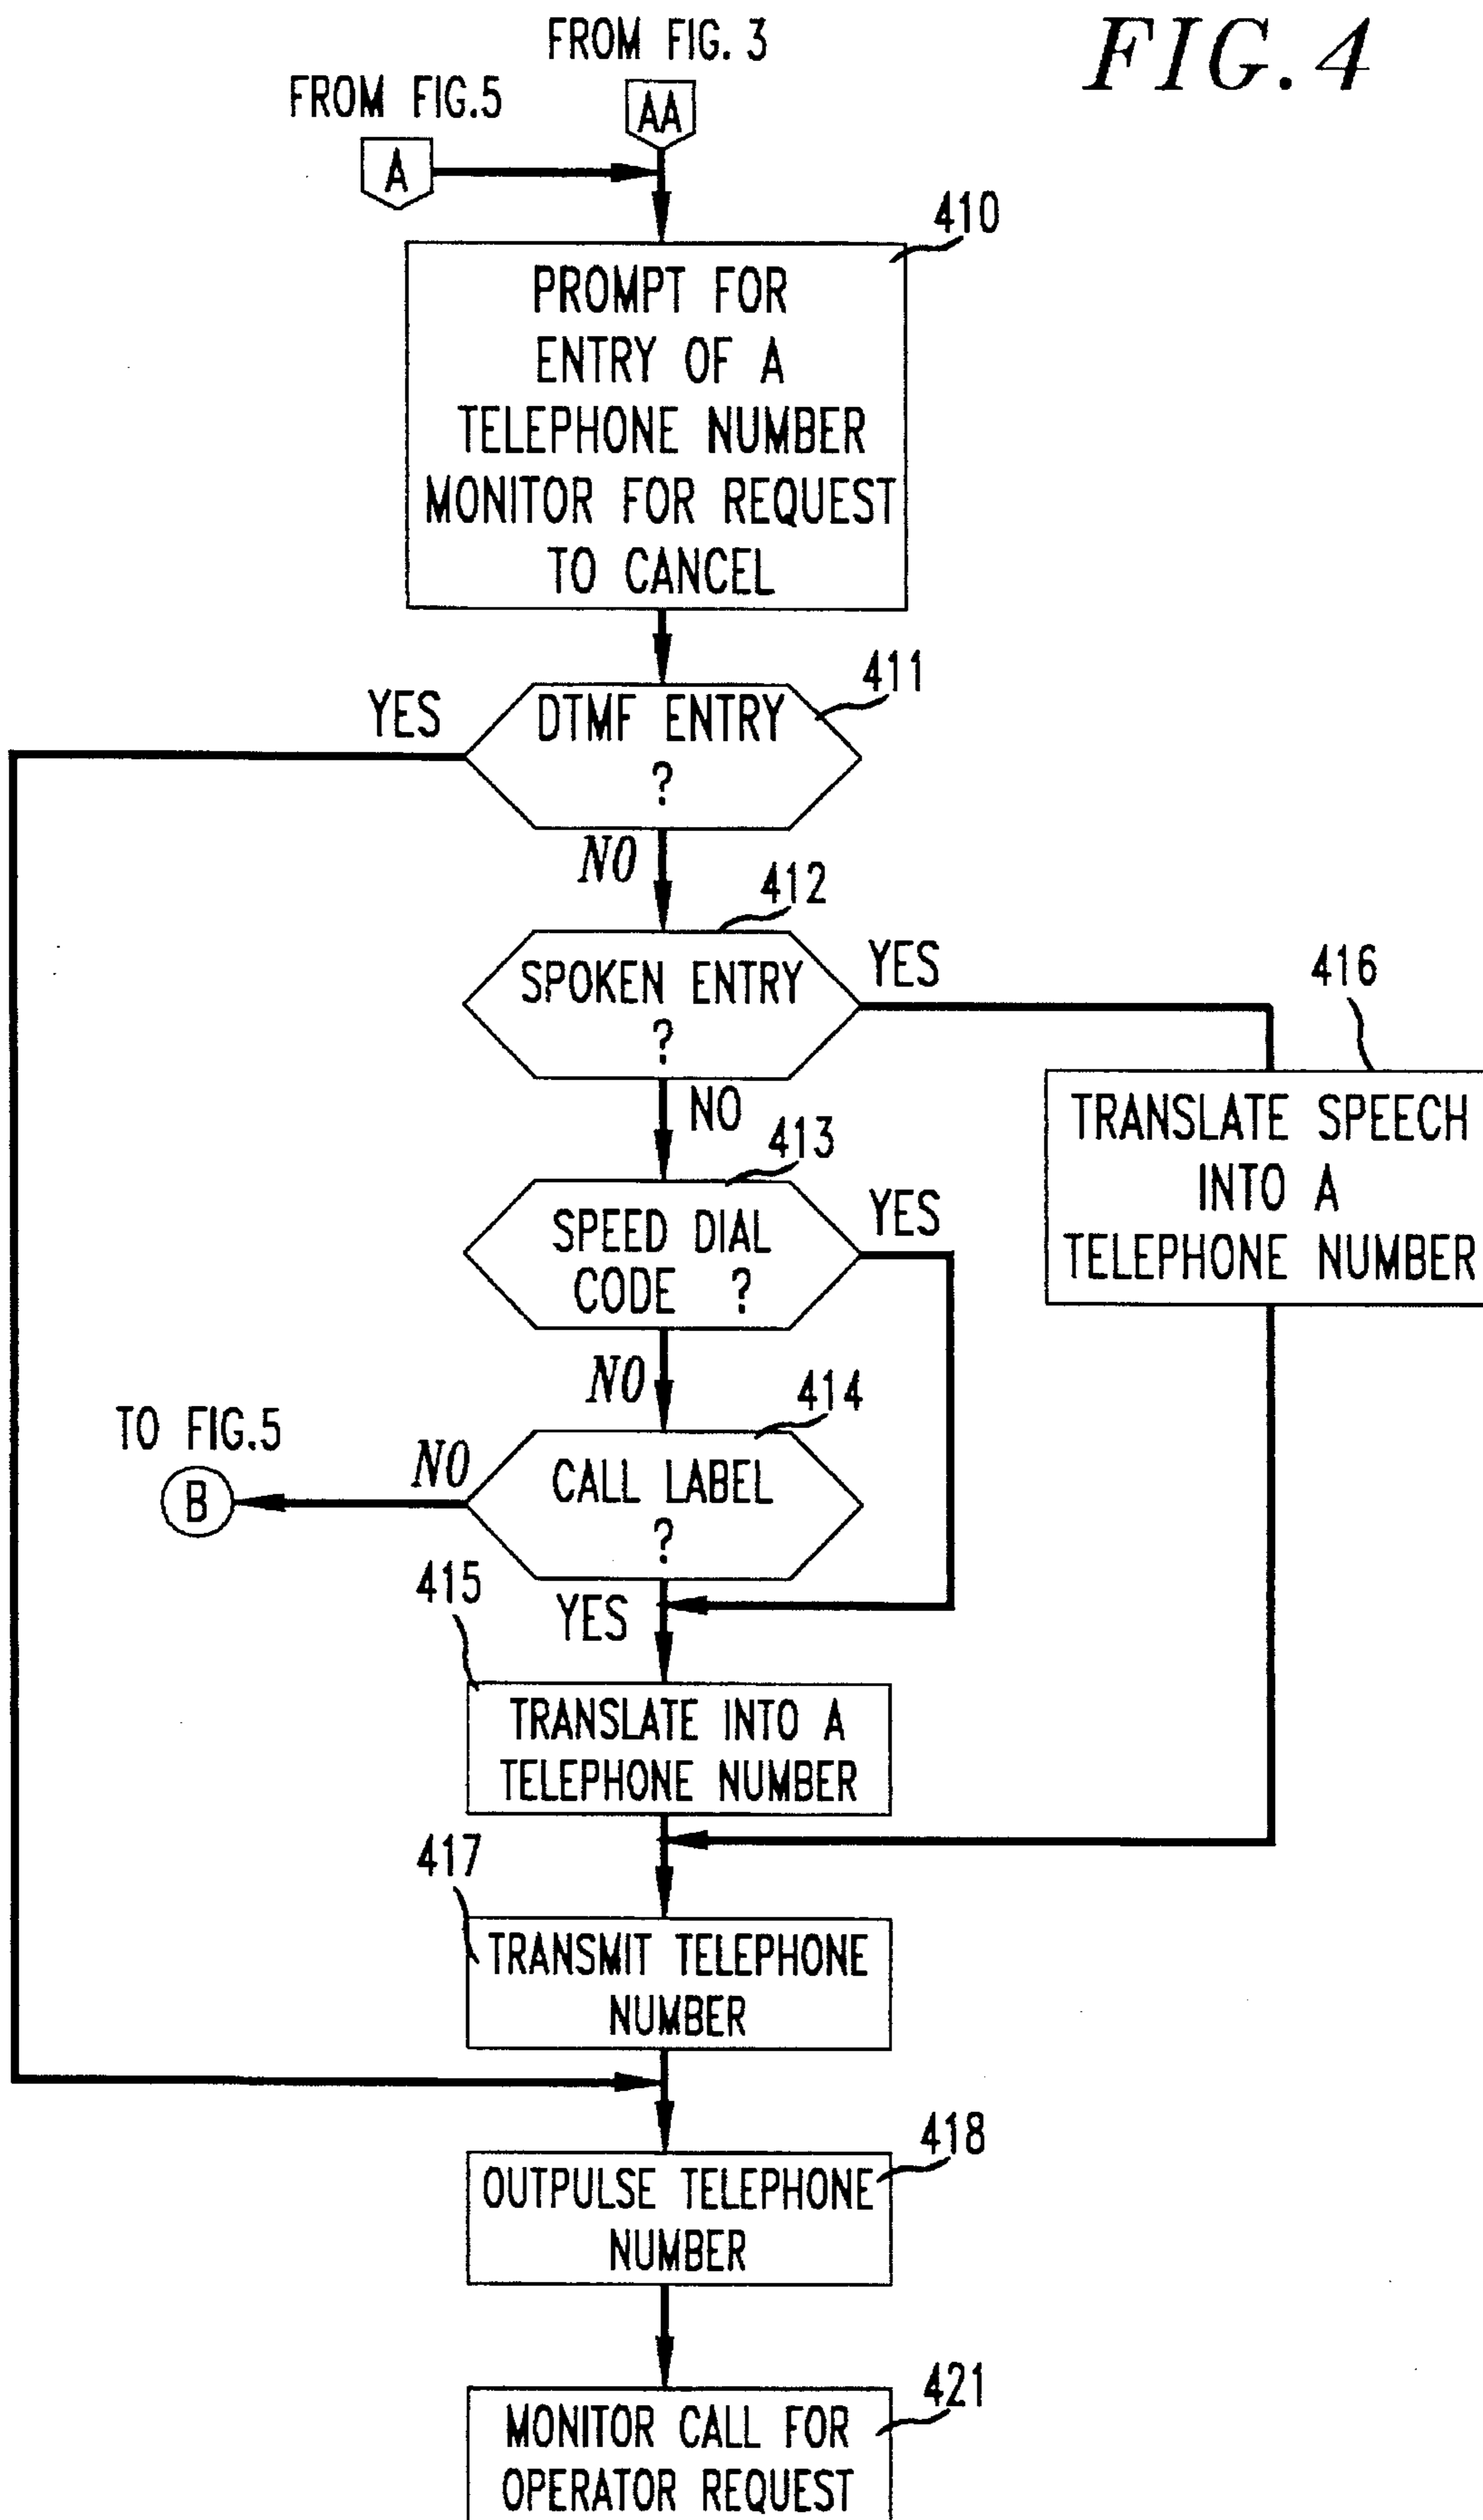 FIG. 4
FROM FIG. 3
AA
FROM FIG.5
A
410
PROMPT FOR
ENTRY OF A
TELEPHONE NUMBER
MONITOR FOR REQUEST
TO CANCEL
411
YES
DTMF ENTRY
?
NO
412
SPOKEN ENTRY
?
YES
416
TRANSLATE SPEECH
INTO A
TELEPHONE NUMBER
NO
413
SPEED DIAL
CODE ?
YES
NO
414
TO FIG.5
B
NO
CALL LABEL
?
415
YES
TRANSLATE INTO A
TELEPHONE NUMBER
417
TRANSMIT TELEPHONE
NUMBER
418
OUTPULSE TELEPHONE
NUMBER
421
MONITOR CALL FOR
OPERATOR REQUEST